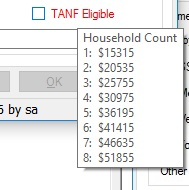 TANF Eligible
Household Count
1: $15315
2: $20535
3: $25755
4: $30975
5: $36195
6: $41415
7: $46635
8: $51855
OK
by sa
Other